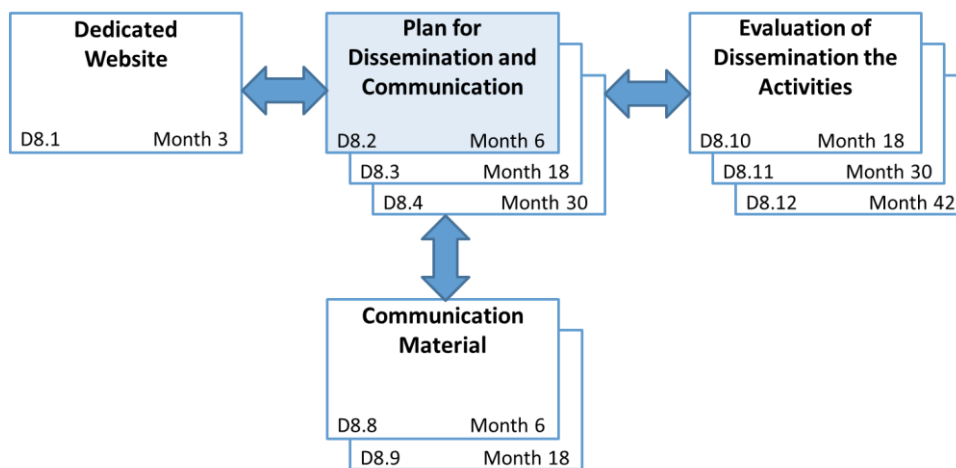 Dedicated
Website
D8.1 Month 3
Plan for
Dissemination and
Communication
D8.2 Month 6
D8.3 Month 18
D8.4 Month 30
Evaluation of
Dissemination the
Activities
D8.10 Month 18
D8.11 Month 30
D8.12 Month 42
Communication
Material
D8.8 Month 6
D8.9 Month 18